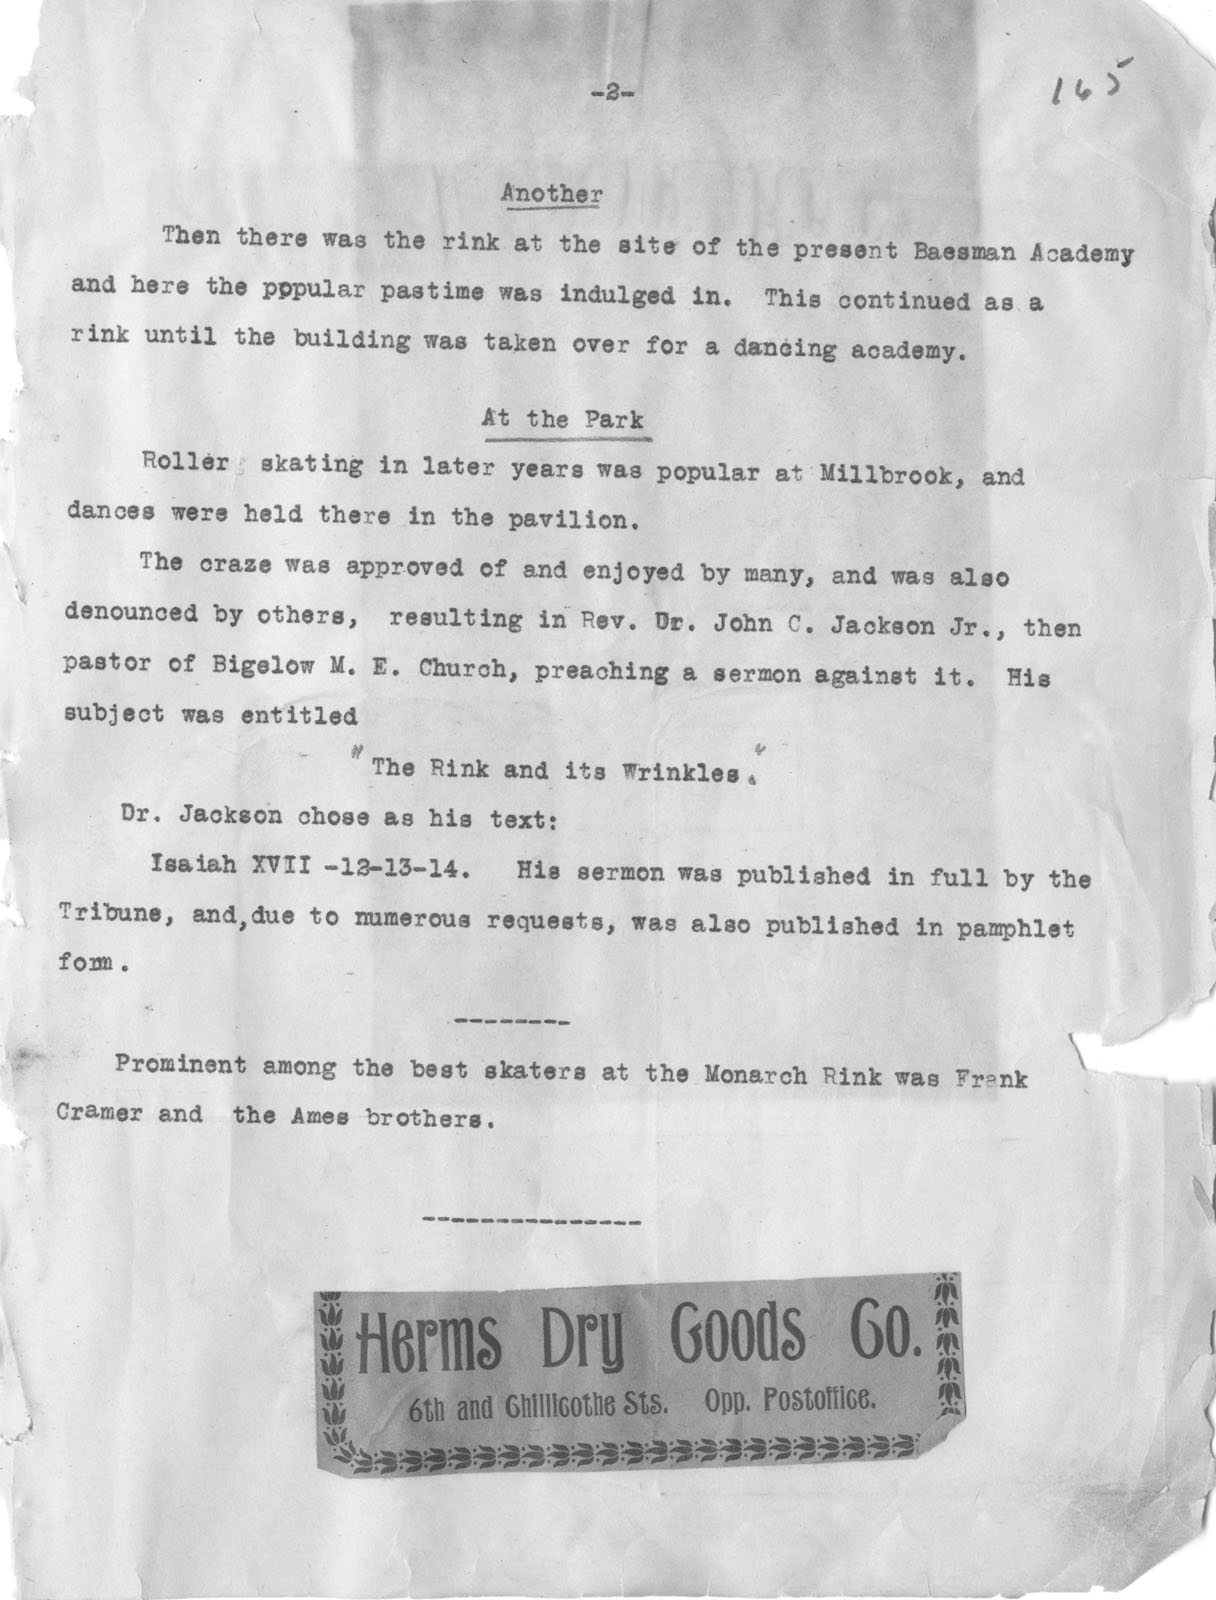 -2-
165
Another
Then there was the rink at the site of the present Baesman Academy
and here the pppular pastime was indulged in. This continued as a
rink until the building was taken over for a dancing academy.
At the Park
Roller skating in later years was popular at Millbrook, and
dances were held there in the pavilion.
The craze was approved of and enjoyed by many, and was also
denounced by others, resulting in Rev. Dr. John C. Jackson Jr., then
pastor of Bigelow M. E. Church, preaching a sermon against it. His
subject was entitled
"The Rink and its Wrinkles."
Dr. Jackson chose as his text:
Isaiah XVII -12-13-14. His sermon was published in full by the
Tribune, and,due to numerous requests, was also published in pamphlet
form.
--------
Prominent among the best skaters at the Monarch Rink was Frank
Cramer and the Ames brothers.
----------------
Herms Dry Goods Co.
6th and Chillicothe Sts. Opp. Postoffice.